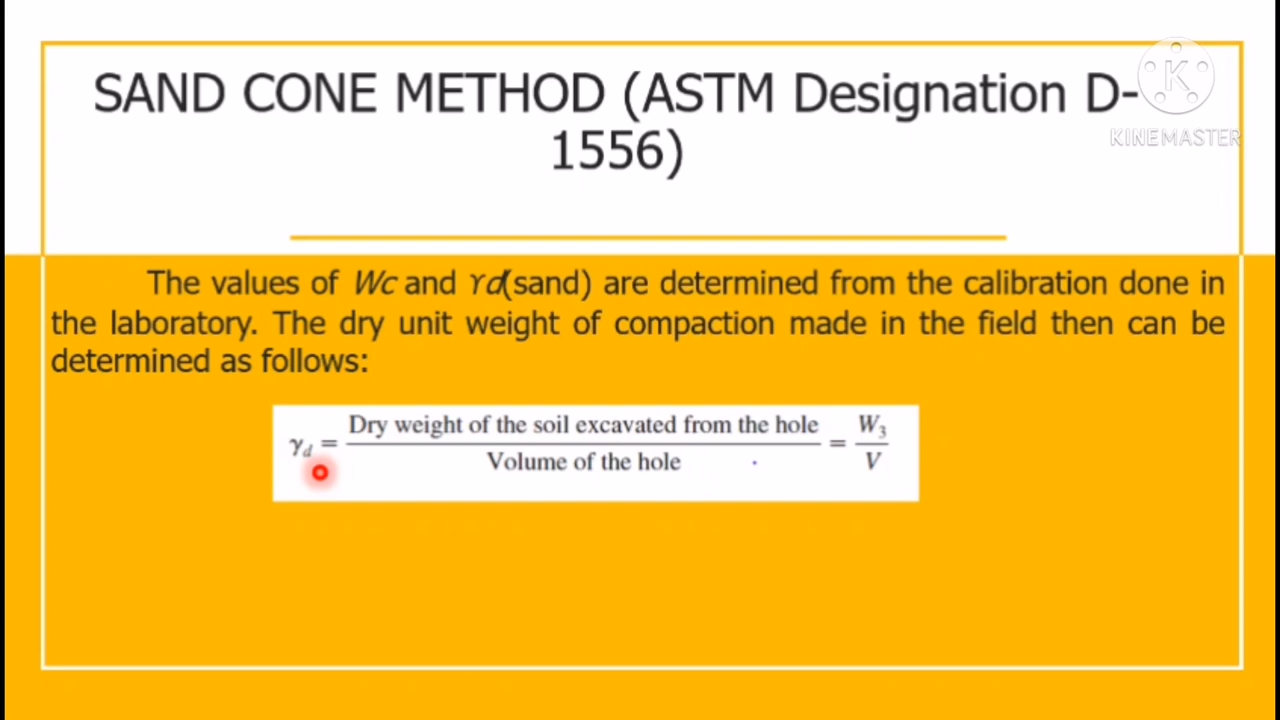 SAND CONE METHOD (ASTM Designation D-
1556)
K
KINEMASTER
The values of Wc and ϒd(sand) are determined from the calibration done in
the laboratory. The dry unit weight of compaction made in the field then can be
determined as follows:
γd = Dry weight of the soil excavated from the hole / Volume of the hole = W3 / V